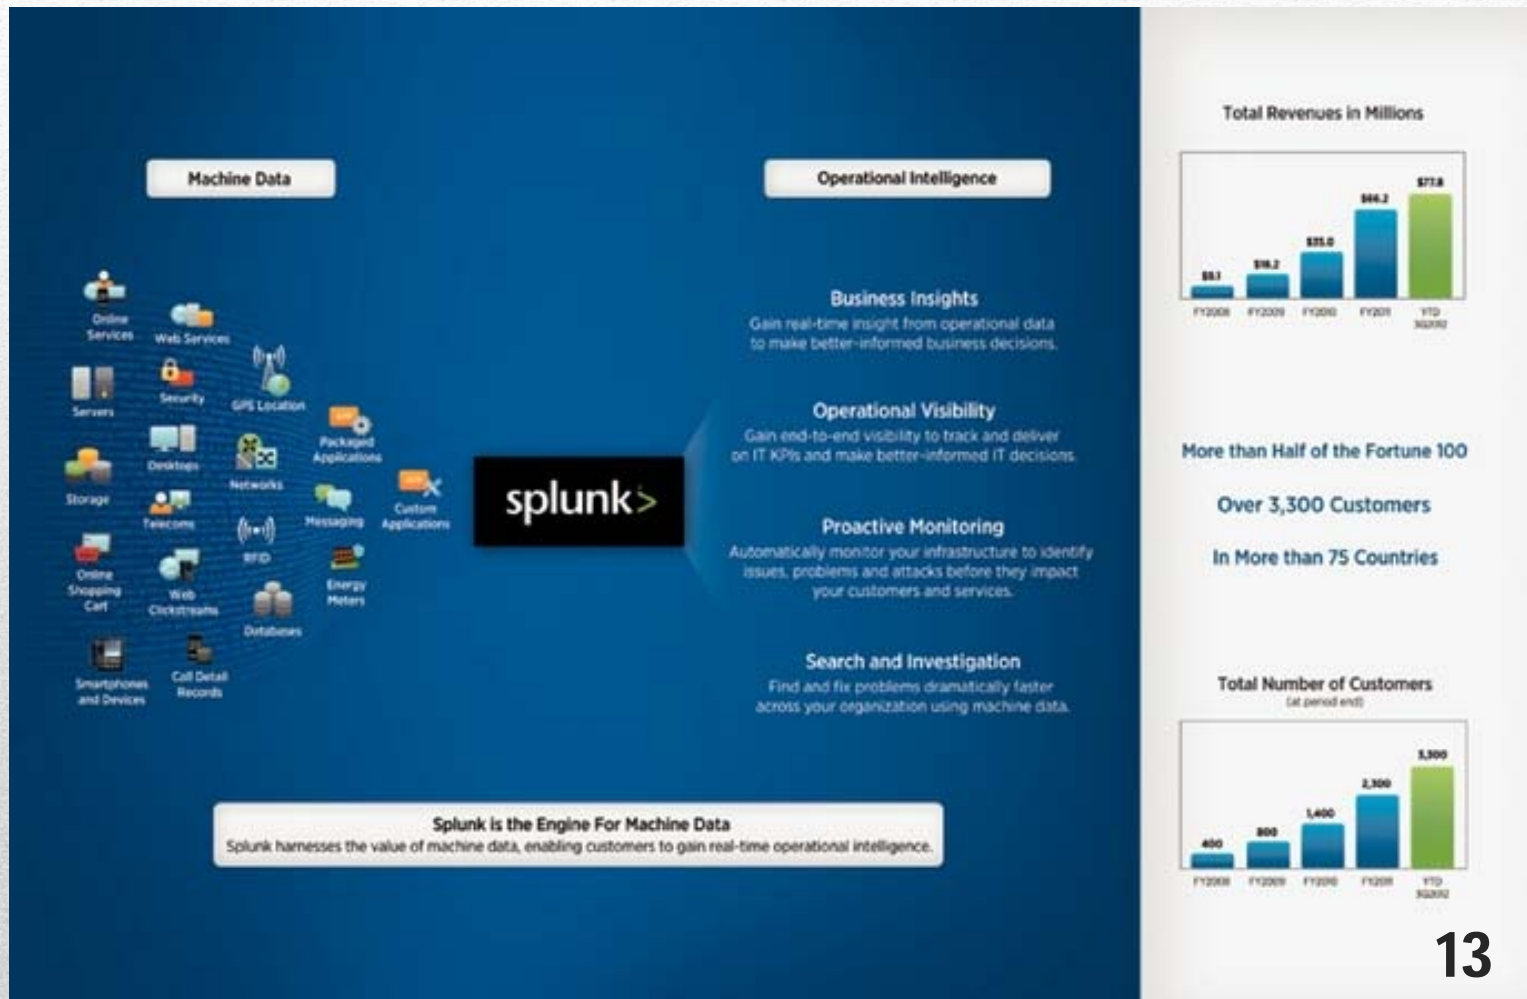 Machine Data
Online
Services
Web Services
Servers
Security
GPS Location
Packaged
Applications
Storage
Desktops
Networks
Custom
Applications
Telecoms
Messaging
RFID
Online
Shopping
Cart
Web
Clickstreams
Energy
Meters
Databases
Smartphones
and Devices
Call Detail
Records
splunk>
Operational Intelligence
Business Insights
Gain real-time insight from operational data
to make better-informed business decisions.
Operational Visibility
Gain end-to-end visibility to track and deliver
on IT KPIs and make better-informed IT decisions.
Proactive Monitoring
Automatically monitor your infrastructure to identify
issues, problems and attacks before they impact
your customers and services.
Search and Investigation
Find and fix problems dramatically faster
across your organization using machine data.
Splunk is the Engine For Machine Data
Splunk harnesses the value of machine data, enabling customers to gain real-time operational intelligence.
Total Revenues in Millions
$18.2
$35.0
$66.2
$77.8
FY2008
FY2009
FY2010
FY2011
YTD
3Q2012
More than Half of the Fortune 100
Over 3,300 Customers
In More than 75 Countries
Total Number of Customers
(at period end)
400
800
1,400
2,300
3,300
FY2008
FY2009
FY2010
FY2011
YTD
3Q2012
13